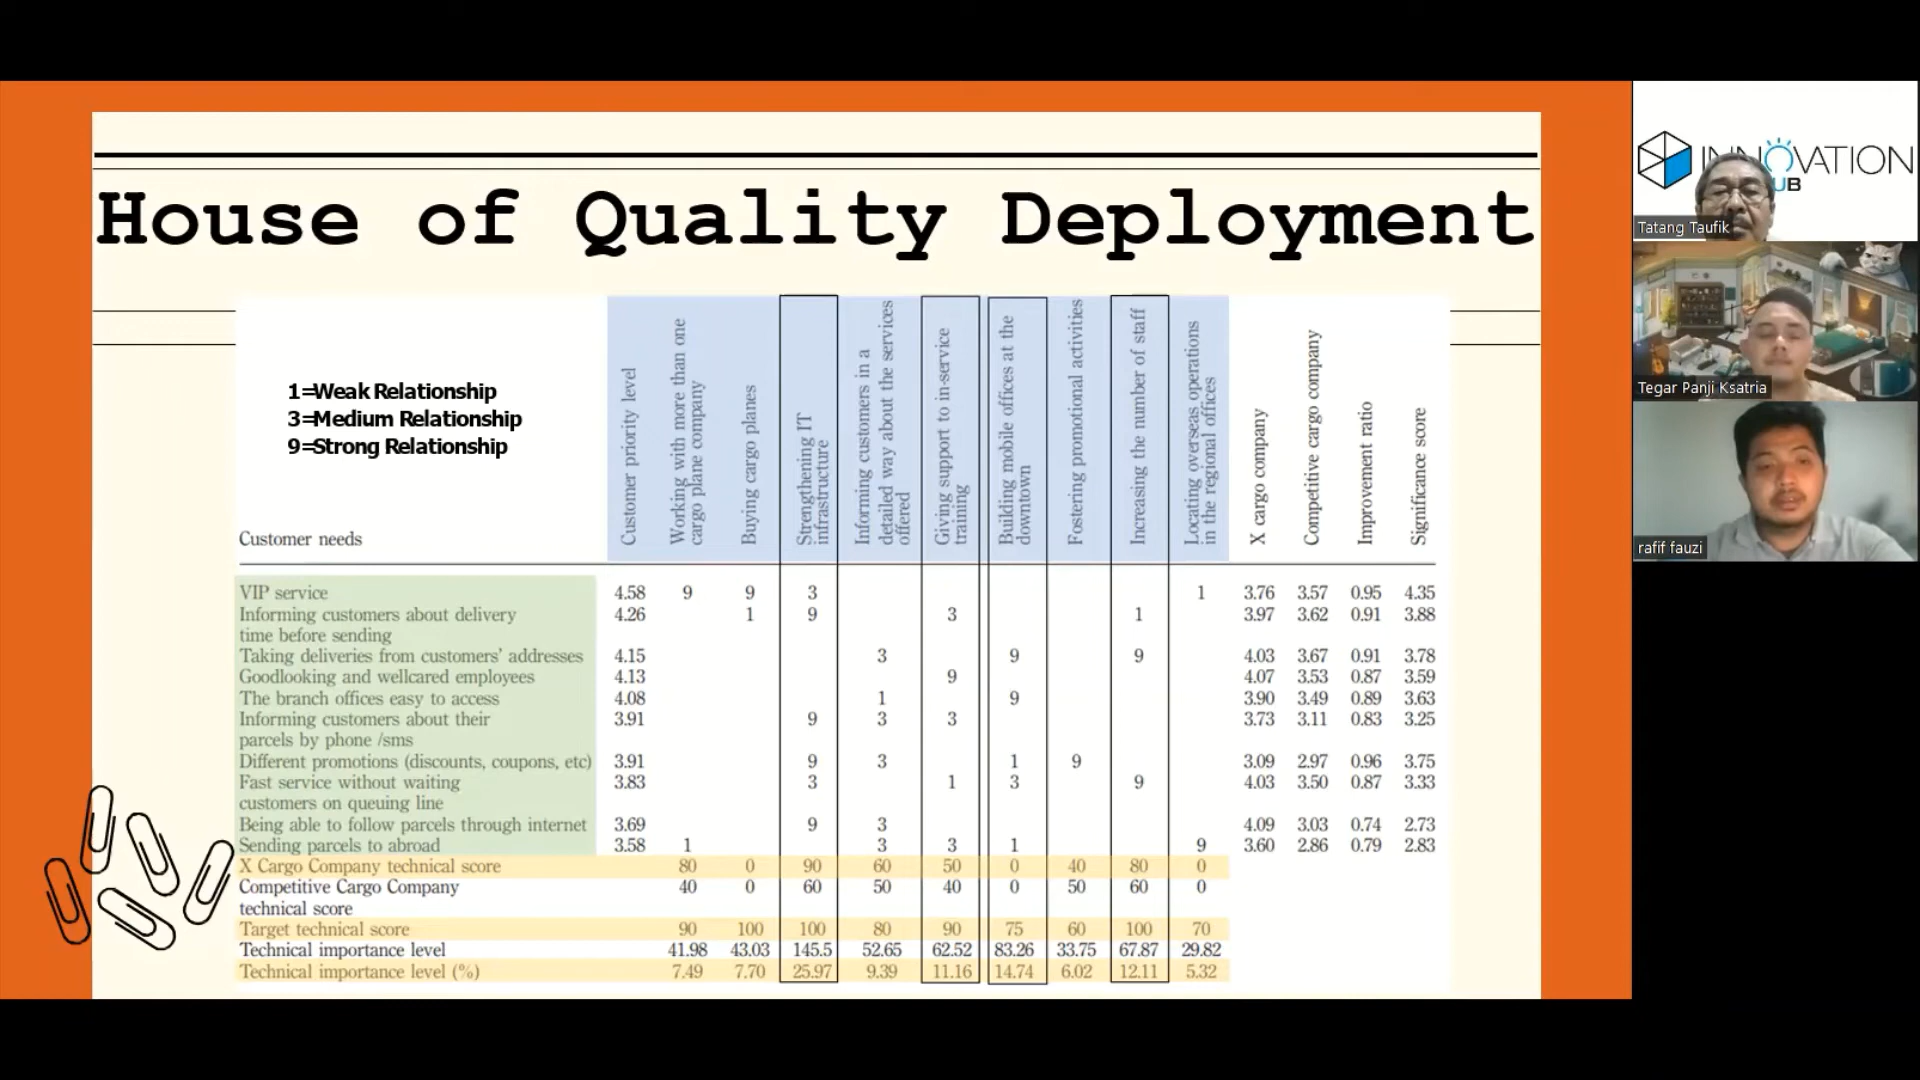 House of Quality Deployment
1=Weak Relationship
3=Medium Relationship
9=Strong Relationship
Customer needs
Customer priority level
Working with more than one
cargo plane company
Buying cargo planes
Strengthening IT
infrastructure
Informing customers in a
detailed way about the services
offered
Giving support to in-service
training
Building mobile offices at the
downtown
Fostering promotional activities
Increasing the number of staff
Locating overseas operations
in the regional offices
X cargo company
Competitive cargo company
Improvement ratio
Significance score
VIP service 4.58 9 9 3 1 3.76 3.57 0.95 4.35
Informing customers about delivery 4.26 1 9 3 1 3.97 3.62 0.91 3.88
time before sending
Taking deliveries from customers' addresses 4.15 3 9 9 4.03 3.67 0.91 3.78
Goodlooking and wellcared employees 4.13 9 4.07 3.53 0.87 3.59
The branch offices easy to access 4.08 1 9 3.90 3.49 0.89 3.63
Informing customers about their 3.91 9 3 3 3.73 3.11 0.83 3.25
parcels by phone /sms
Different promotions (discounts, coupons, etc) 3.91 9 3 1 9 3.09 2.97 0.96 3.75
Fast service without waiting 3.83 3 1 3 9 4.03 3.50 0.87 3.33
customers on queuing line
Being able to follow parcels through internet 3.69 9 3 4.09 3.03 0.74 2.73
Sending parcels to abroad 3.58 1 3 3 1 9 3.60 2.86 0.79 2.83
X Cargo Company technical score 80 0 90 60 50 0 40 80 0
Competitive Cargo Company 40 0 60 50 40 0 50 60 0
technical score
Target technical score 90 100 100 80 90 75 60 100 70
Technical importance level 41.98 43.03 145.5 52.65 62.52 83.26 33.75 67.87 29.82
Technical importance level (%) 7.49 7.70 25.97 9.39 11.16 14.74 6.02 12.11 5.32
INNOVATION
UB
Tatang Taufik
Tegar Panji Ksatria
rafif fauzi